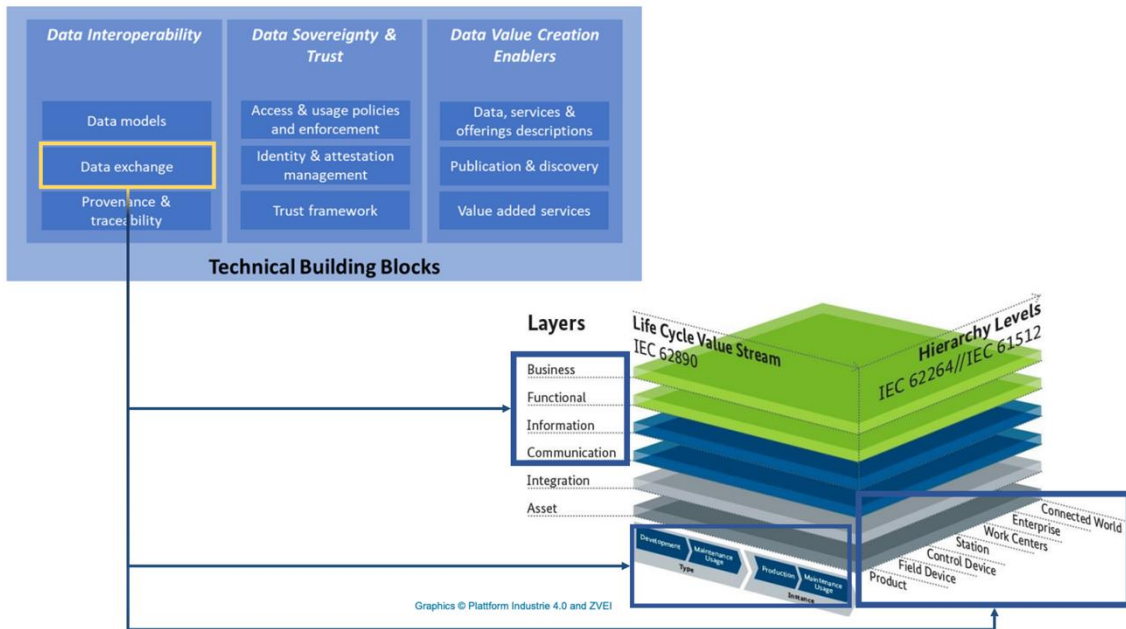 Data Interoperability
Data models
Data exchange
Provenance &
traceability
Data Sovereignty &
Trust
Access & usage policies
and enforcement
Identity & attestation
management
Trust framework
Data Value Creation
Enablers
Data, services &
offerings descriptions
Publication & discovery
Value added services
Technical Building Blocks
Layers
Business
Functional
Information
Communication
Integration
Asset
Life Cycle Value Stream
IEC 62890
Hierarchy Levels
IEC 62264//IEC 61512
Development
Maintenance
Usage
Type
Production
Maintenance
Usage
Instance
Connected World
Enterprise
Work Centers
Station
Control Device
Field Device
Product
Graphics © Plattform Industrie 4.0 and ZVEI